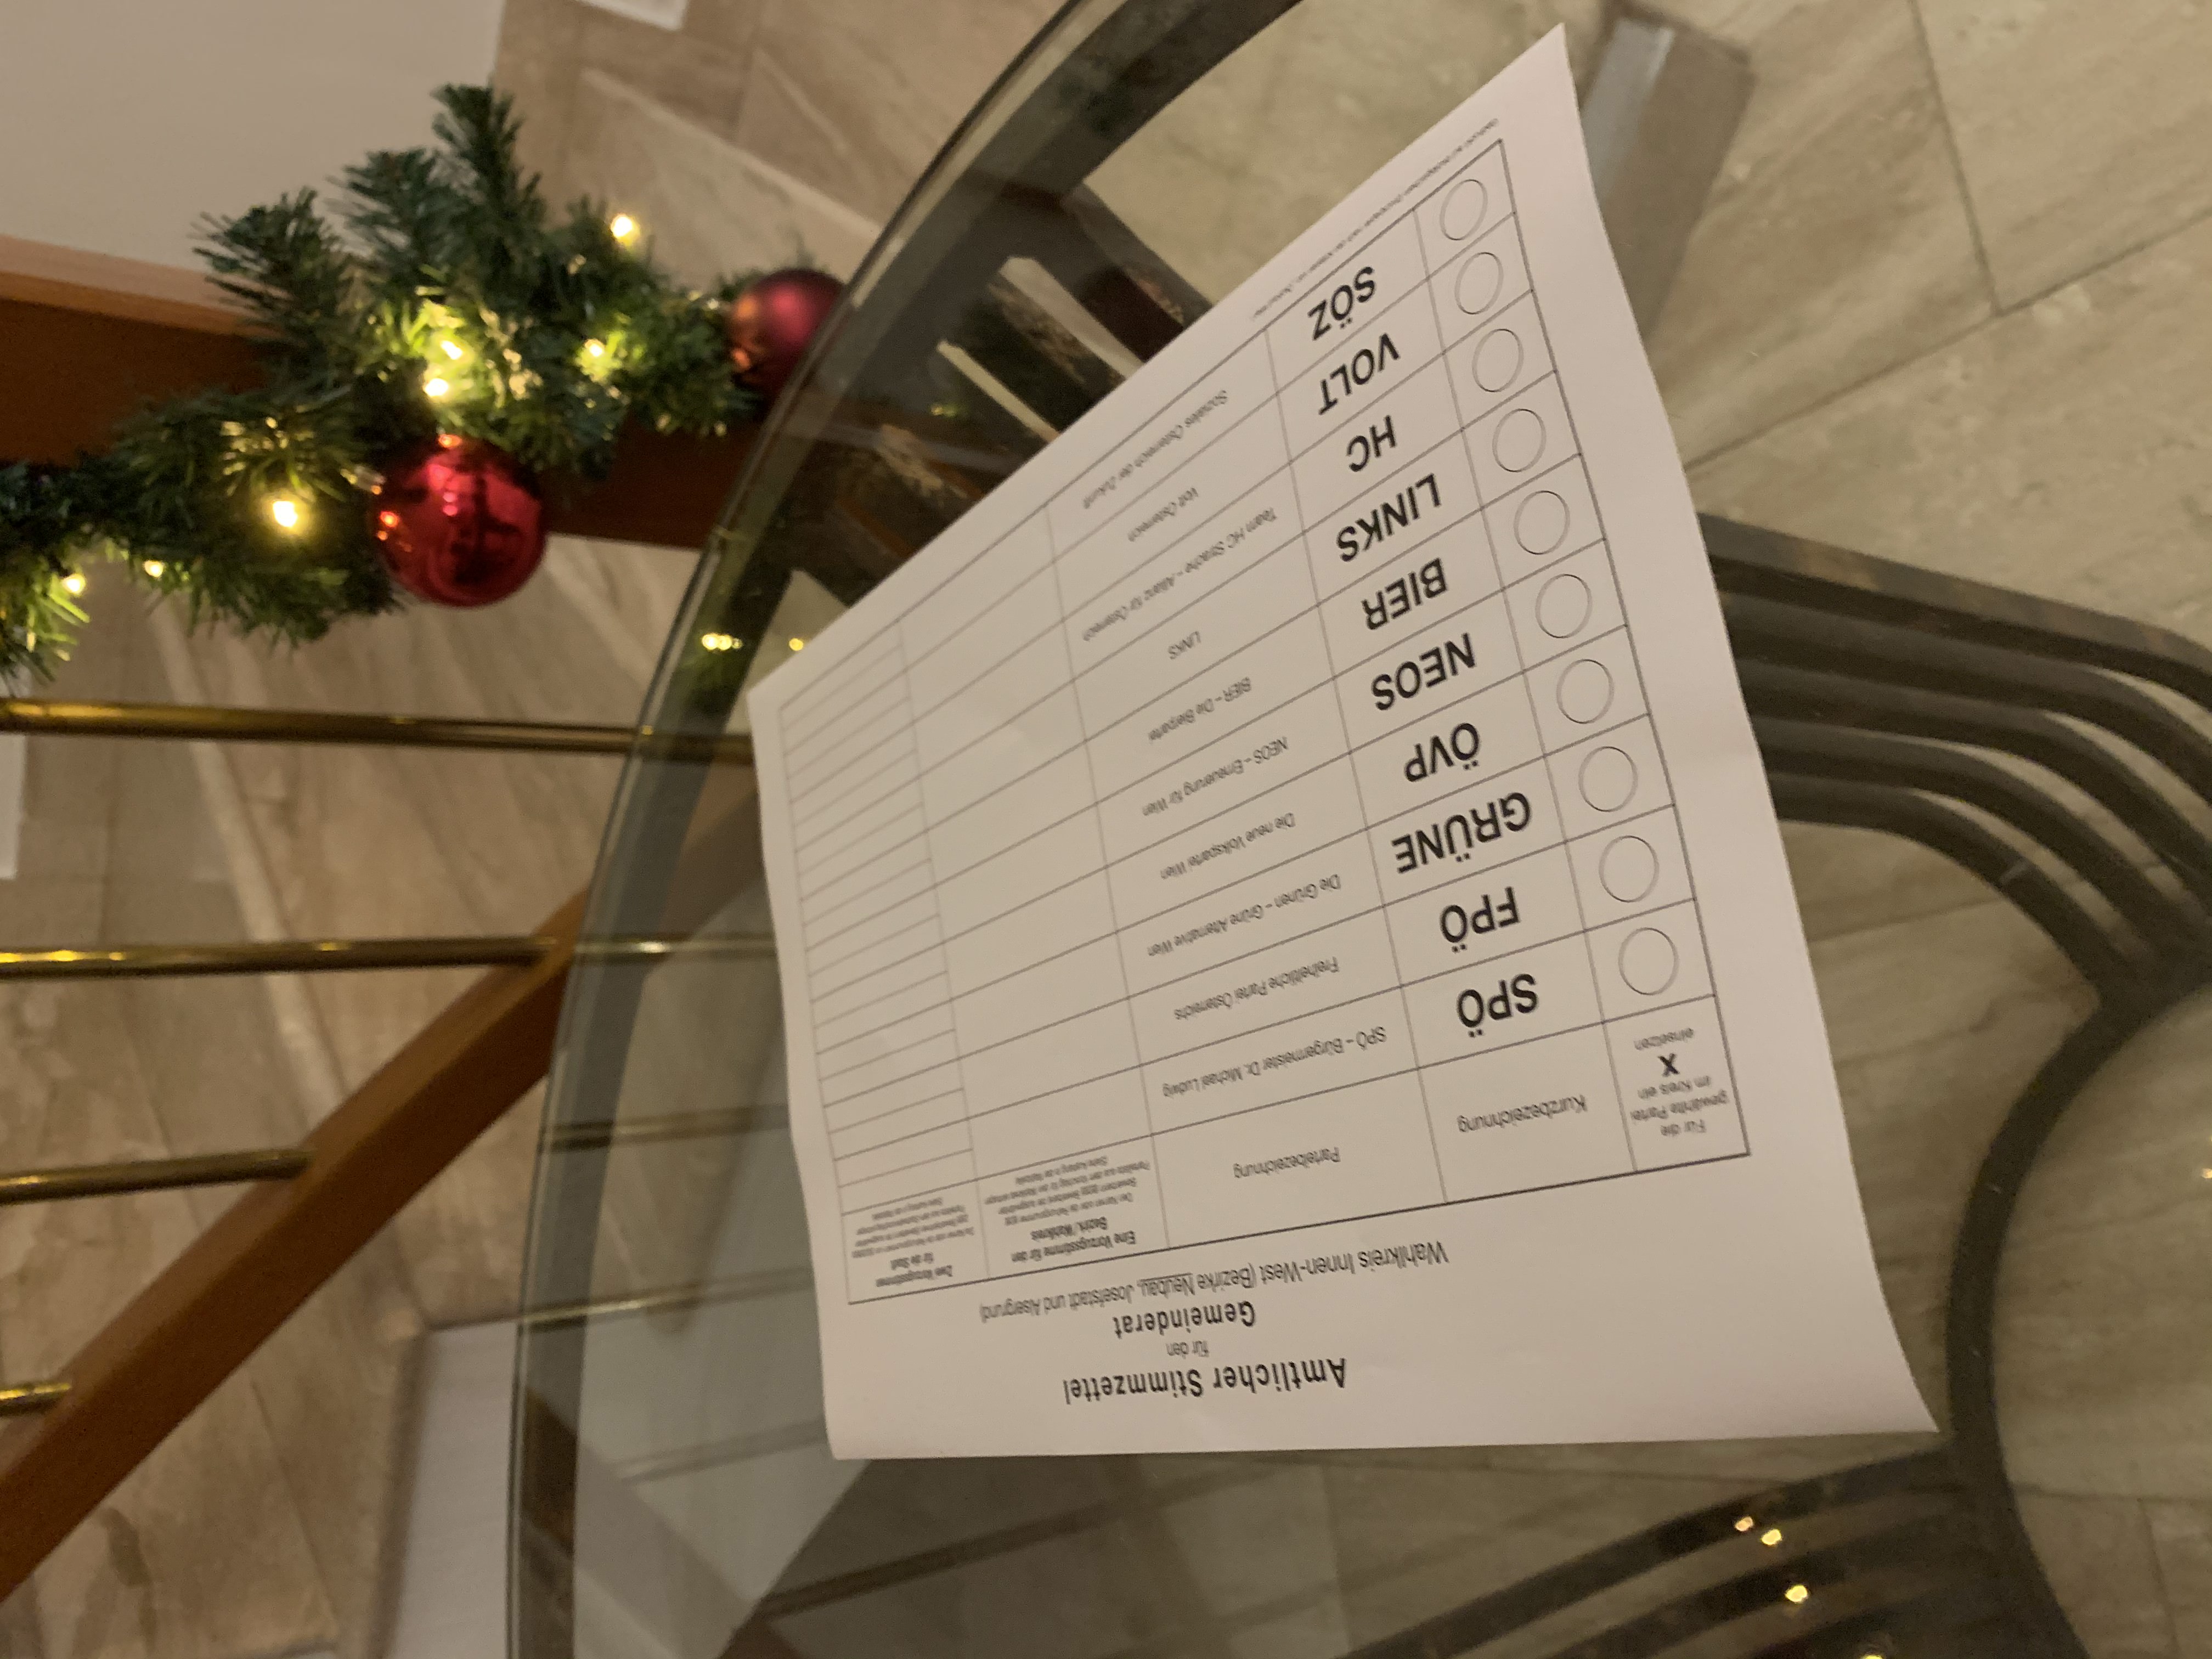 Amtlicher Stimmzettel
für den
Gemeinderat
Wahlkreis Innen-West (Bezirke Neubau, Josefstadt und Alsergrund)
Für die
gewählte Partei
im Kreis ein
X
einsetzen
Kurzbezeichnung
Parteibezeichnung
Eine Vorzugsstimme für den
Bezirk / Wahlkreis
Zwei Vorzugsstimmen
für die Stadt
SPÖ SPÖ – Bürgermeister Dr. Michael Ludwig
FPÖ Freiheitliche Partei Österreichs
GRÜNE Die Grünen – Grüne Alternative Wien
ÖVP Die neue Volkspartei Wien
NEOS NEOS – Erneuerung für Wien
BIER BIER – Die Bierpartei
LINKS LINKS
HC Team HC Strache – Allianz für Österreich
VOLT Volt Österreich
SÖZ Soziales Österreich der Zukunft